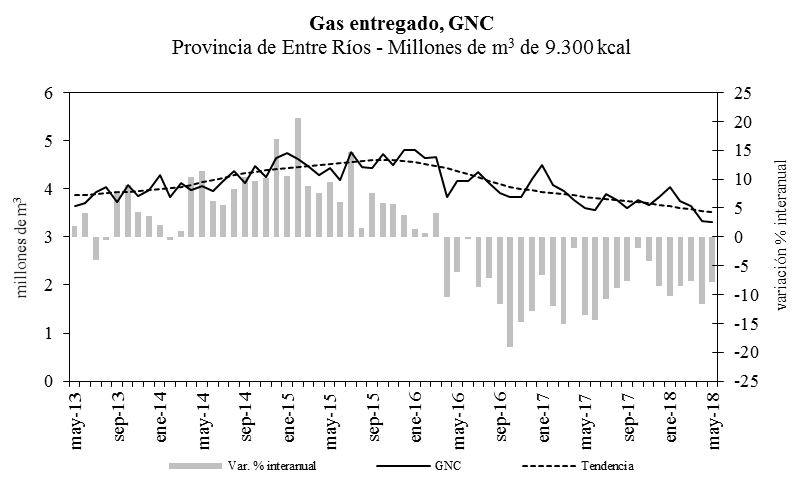 Gas entregado, GNC
Provincia de Entre Ríos - Millones de m³ de 9.300 kcal
6
5
4
3
2
1
0
millones de m³
25
20
15
10
5
0
-5
-10
-15
-20
-25
variación % interanual
may-13
sep-13
ene-14
may-14
sep-14
ene-15
may-15
sep-15
ene-16
may-16
sep-16
ene-17
may-17
sep-17
ene-18
may-18
Var. % interanual
GNC
Tendencia